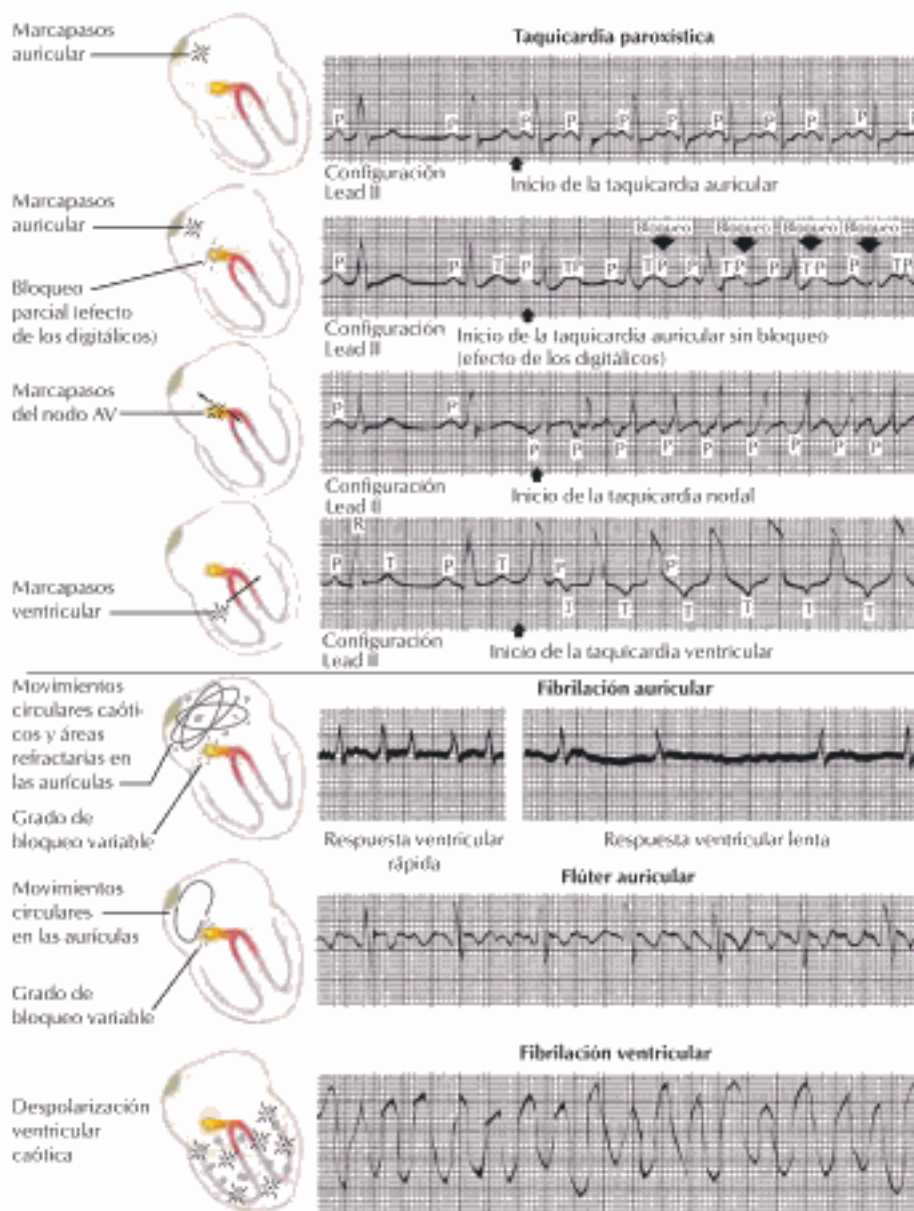 Taquicardia paroxística
Marcapasos
auricular
P P P P P P P P P P
Configuración
Lead II
Inicio de la taquicardia auricular
Marcapasos
auricular
Bloqueo
parcial (efecto
de los digitálicos)
Bloqueo Bloqueo Bloqueo Bloqueo
P P T P TP P TP P TP P TP P TP
Configuración
Lead II
Inicio de la taquicardia auricular sin bloqueo
(efecto de los digitálicos)
Marcapasos
del nodo AV
P P
P P P P P P P P P
Configuración
Lead II
Inicio de la taquicardia nodal
Marcapasos
ventricular
R
P T P T P P
T T T T T T
Configuración
Lead II
Inicio de la taquicardia ventricular
Fibrilación auricular
Movimientos
circulares caóti-
cos y áreas
refractarias en
las aurículas
Grado de
bloqueo variable
Respuesta ventricular
rápida
Respuesta ventricular lenta
Flúter auricular
Movimientos
circulares
en las aurículas
Grado de
bloqueo variable
Fibrilación ventricular
Despolarización
ventricular
caótica